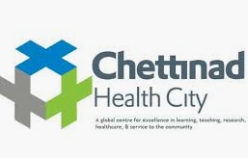 Chettinad
Health City
A global centre for excellence in learning, teaching, research,
healthcare, & service to the community